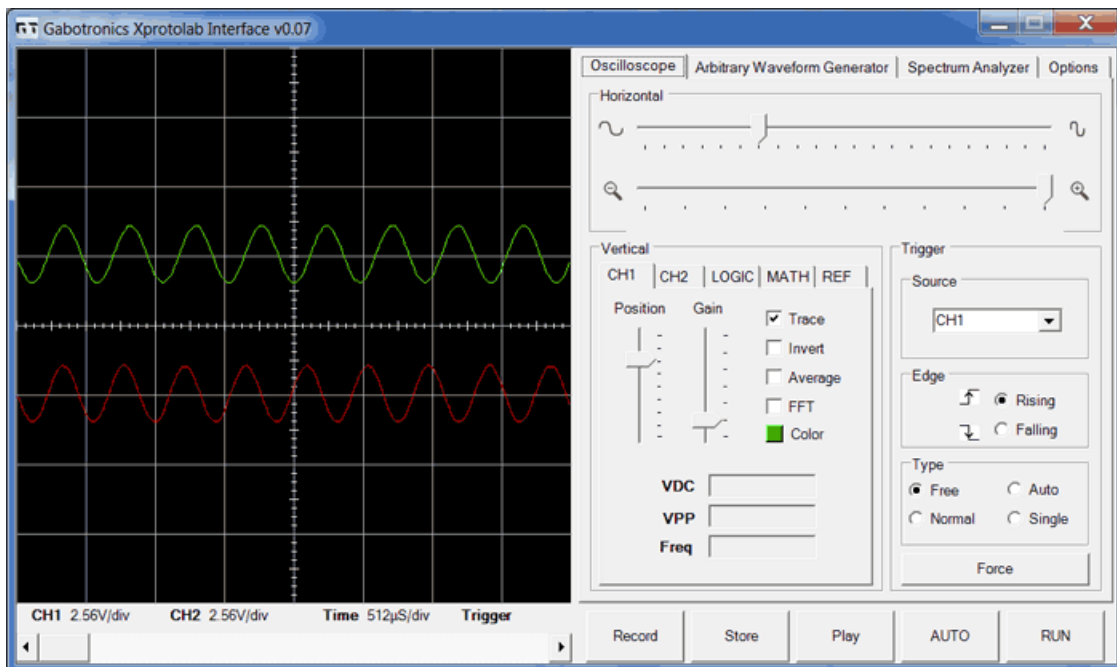 Gabotronics Xprotolab Interface v0.07
Oscilloscope Arbitrary Waveform Generator Spectrum Analyzer Options
Horizontal
Vertical
CH1 CH2 LOGIC MATH REF
Position Gain
Trace
Invert
Average
FFT
Color
VDC
VPP
Freq
Trigger
Source
CH1
Edge
Rising
Falling
Type
Free Auto
Normal Single
Force
CH1 2.56V/div CH2 2.56V/div Time 512µS/div Trigger
Record Store Play AUTO RUN